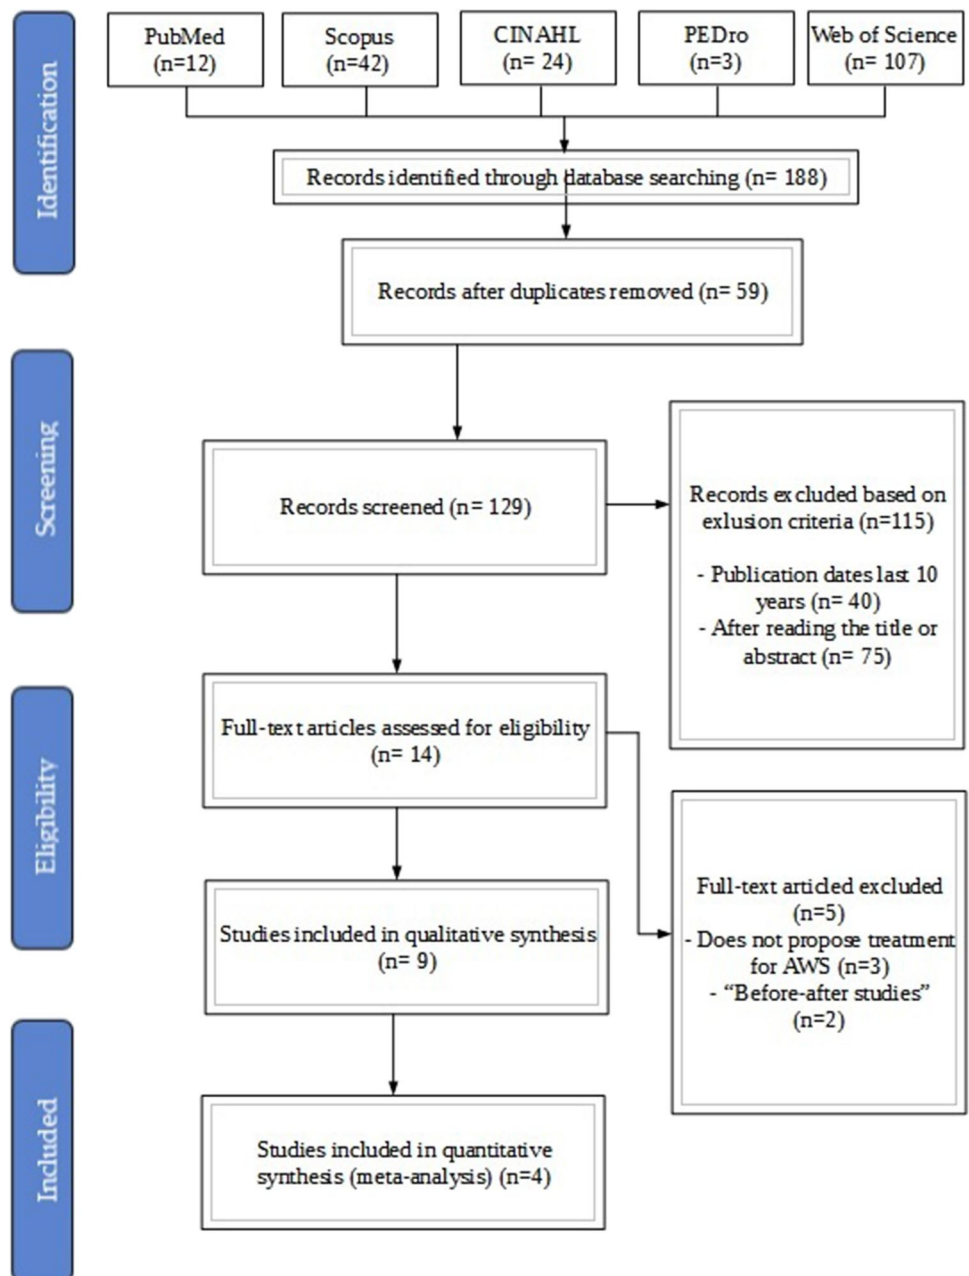 PubMed
(n=12)
Scopus
(n=42)
CINAHL
(n= 24)
PEDro
(n=3)
Web of Science
(n= 107)
Identification
Records identified through database searching (n= 188)
Records after duplicates removed (n= 59)
Screening
Records screened (n= 129)
Records excluded based on
exlusion criteria (n=115)
- Publication dates last 10
years (n= 40)
- After reading the title or
abstract (n= 75)
Eligibility
Full-text articles assessed for eligibility
(n= 14)
Full-text articled excluded
(n=5)
- Does not propose treatment
for AWS (n=3)
- “Before-after studies”
(n=2)
Studies included in qualitative synthesis
(n= 9)
Included
Studies included in quantitative
synthesis (meta-analysis) (n=4)